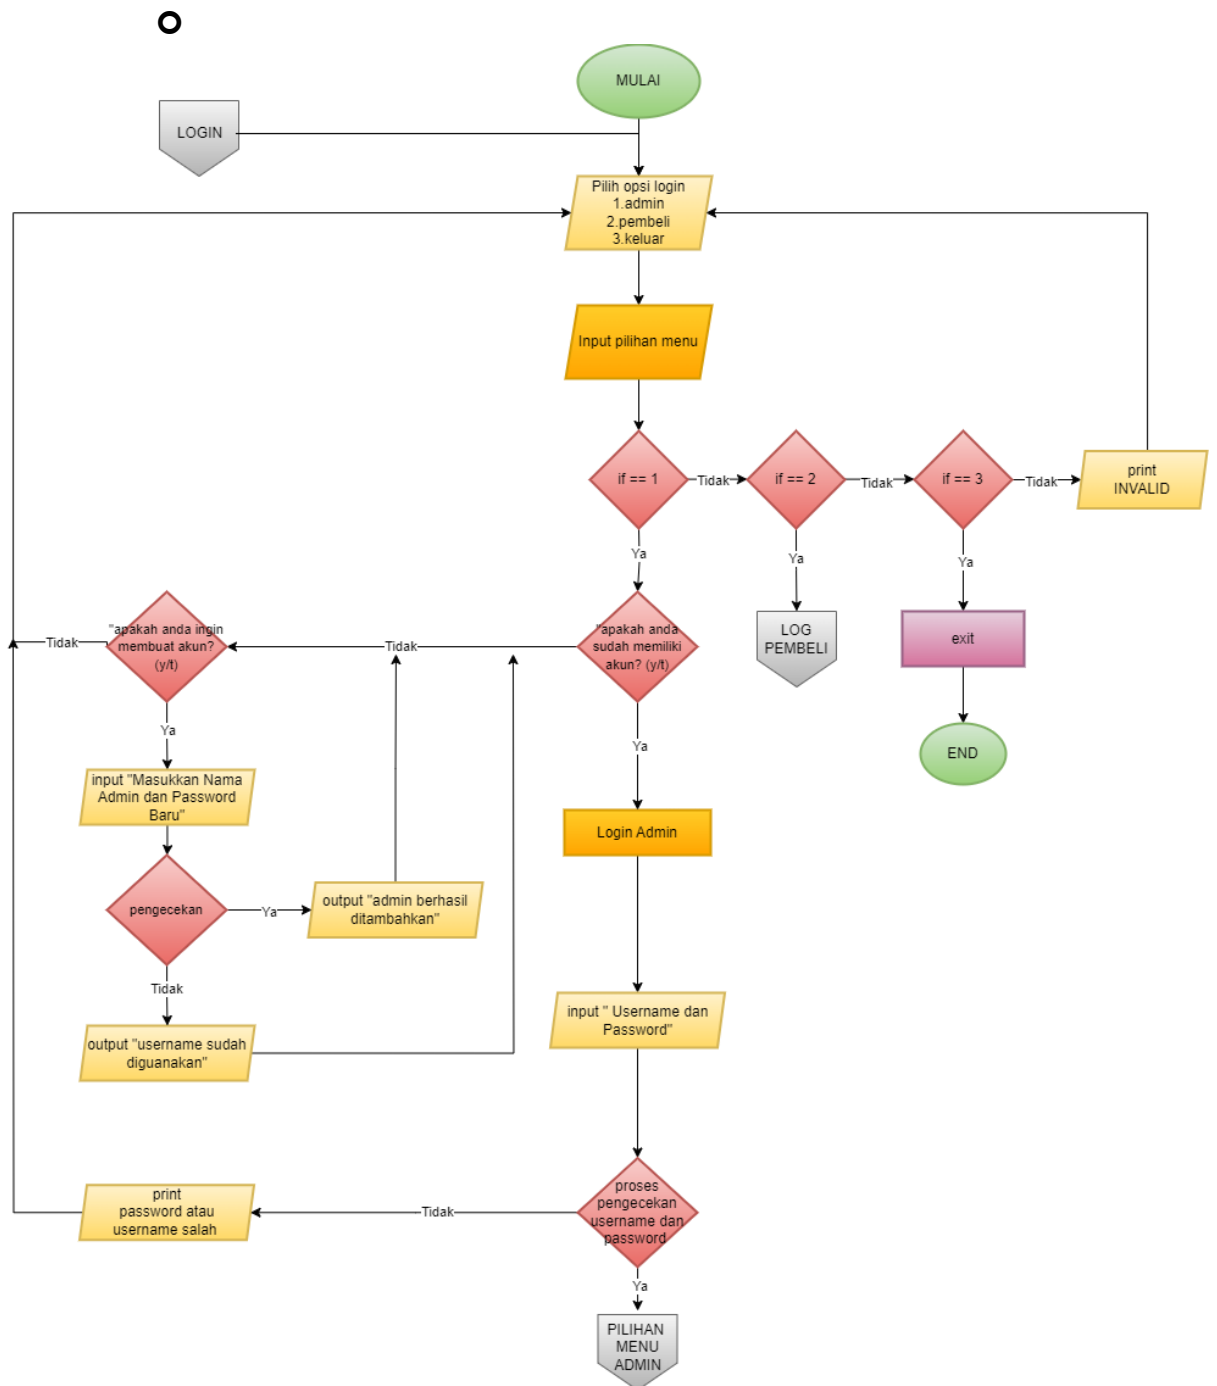 MULAI
LOGIN
Pilih opsi login
1.admin
2.pembeli
3.keluar
Input pilihan menu
if == 1
Tidak
if == 2
Tidak
if == 3
Tidak
print
INVALID
Ya
Ya
Ya
"apakah anda ingin
membuat akun?
(y/t)
Tidak
Tidak
"apakah anda
sudah memiliki
akun? (y/t)
LOG
PEMBELI
exit
Ya
Ya
END
input "Masukkan Nama
Admin dan Password
Baru"
Login Admin
pengecekan
Ya
output "admin berhasil
ditambahkan"
Tidak
input " Username dan
Password"
output "username sudah
diguanakan"
print
password atau
username salah
Tidak
proses
pengecekan
username dan
password
Ya
PILIHAN
MENU
ADMIN